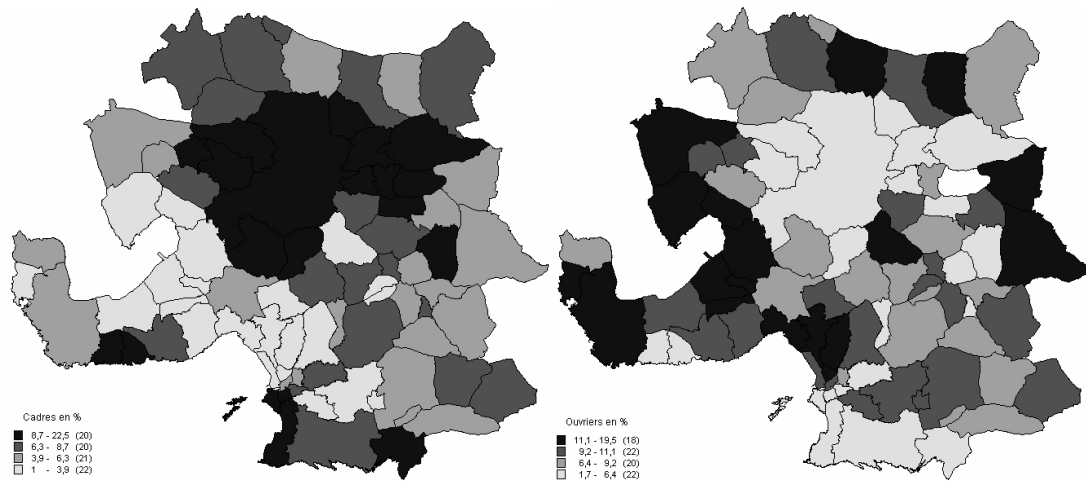 Cadres en %
8,7 - 22,5 (20)
6,3 - 8,7 (20)
3,9 - 6,3 (21)
1 - 3,9 (22)
Ouvriers en %
11,1 - 19,5 (18)
9,2 - 11,1 (22)
6,4 - 9,2 (20)
1,7 - 6,4 (22)